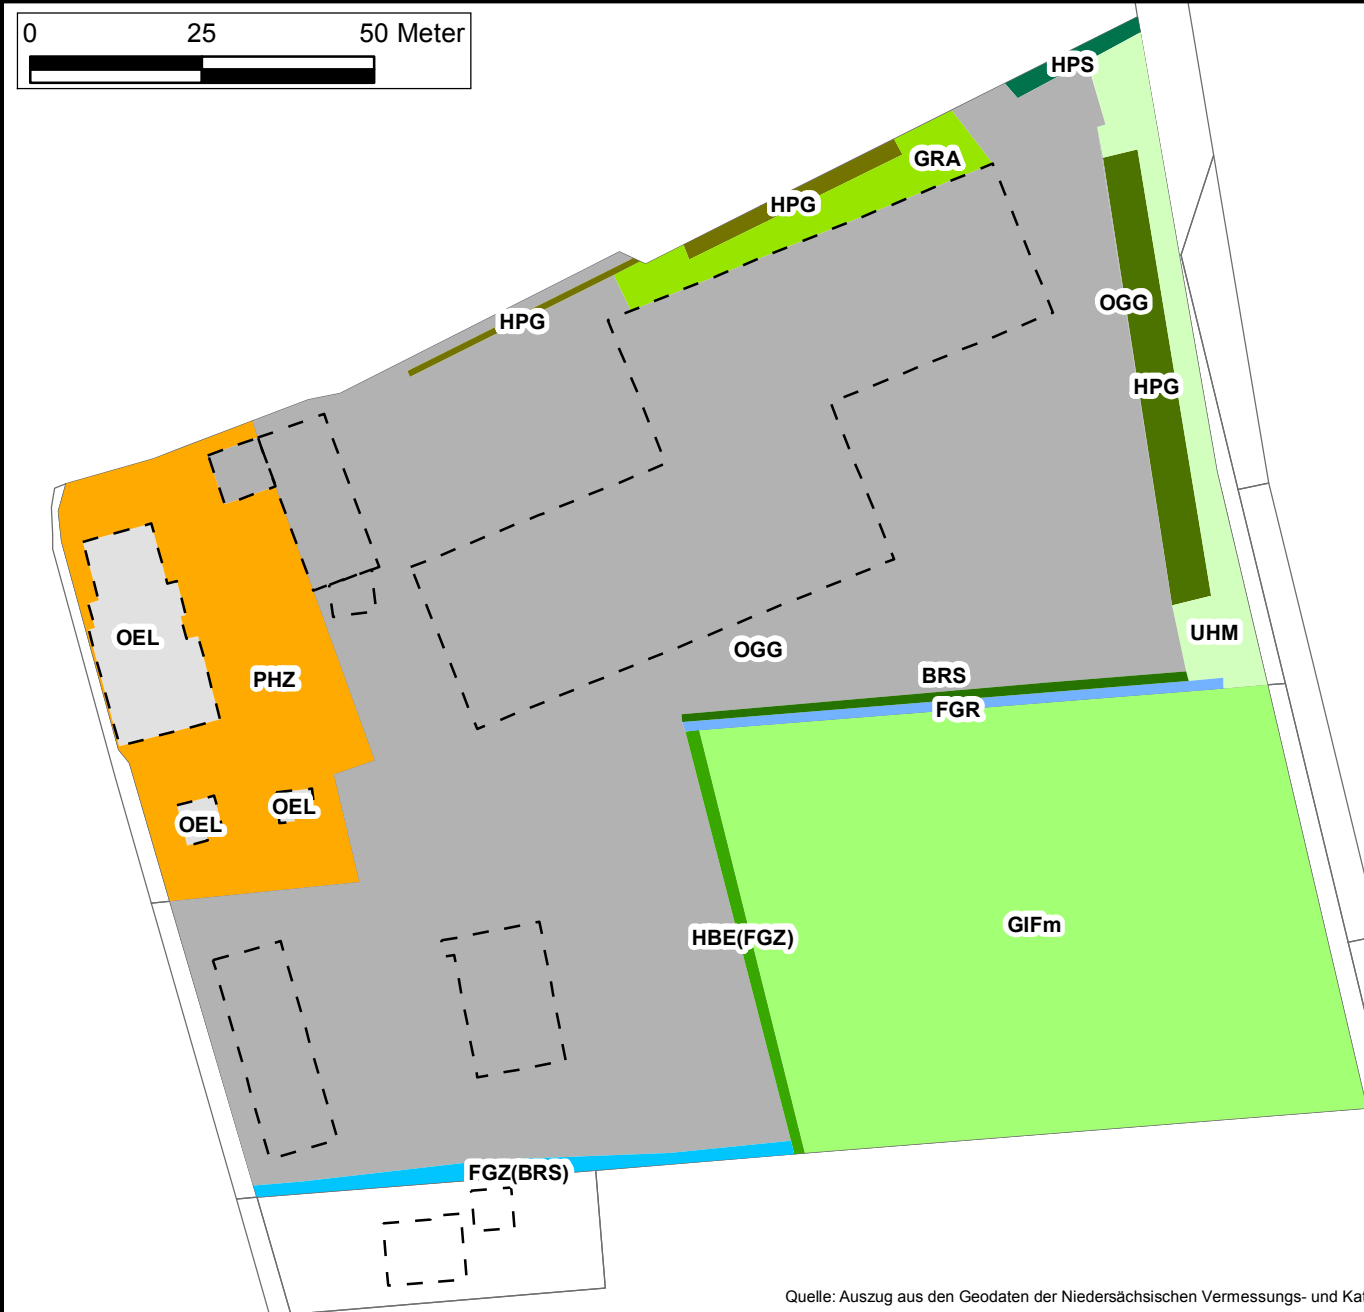 0 25 50 Meter
HPS
GRA
HPG
OGG
HPG
HPG
UHM
OEL
OGG
PHZ
BRS
FGR
OEL
OEL
HBE(FGZ)
GIFm
FGZ(BRS)
Quelle: Auszug aus den Geodaten der Niedersächsischen Vermessungs- und Ka